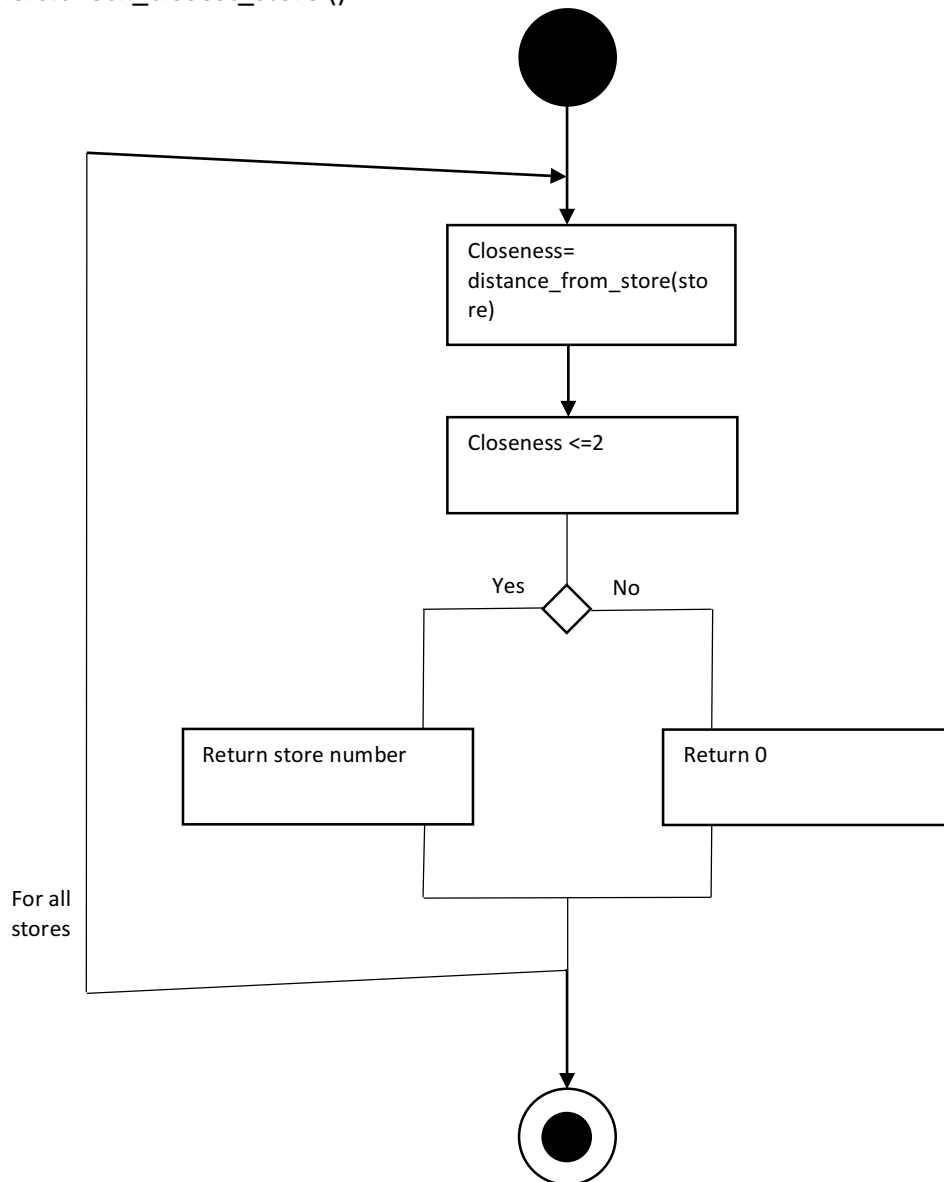 Closeness=
distance_from_store(sto
re)
Closeness <=2
Yes
No
Return store number
Return 0
For all
stores